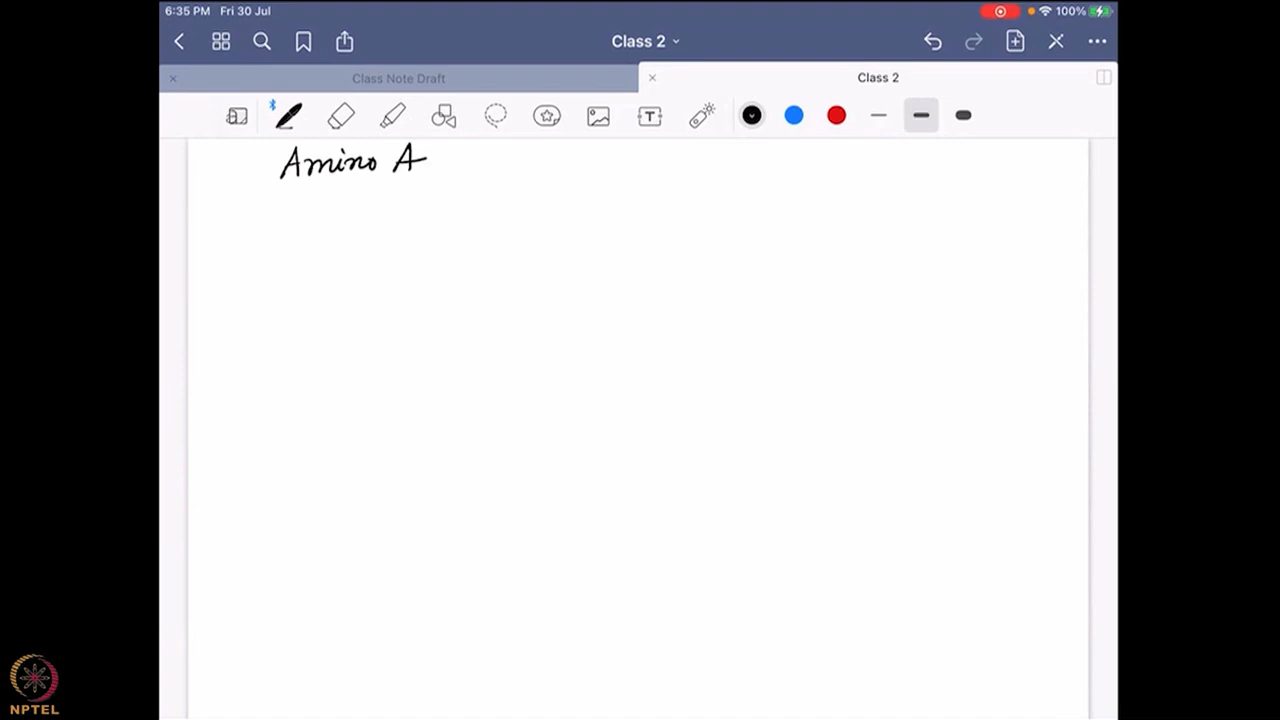 6:35 PM Fri 30 Jul 100%
Class 2
Class Note Draft
Class 2
T
Amino A
NPTEL